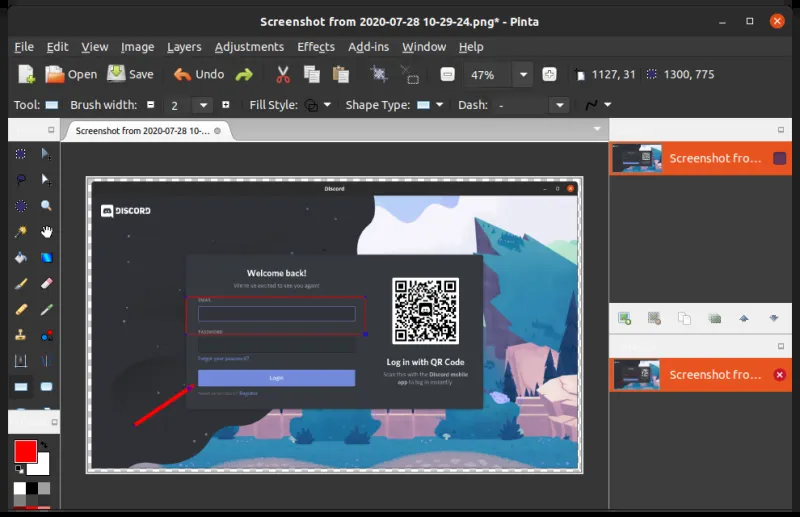 Screenshot from 2020-07-28 10-29-24.png* - Pinta
File Edit View Image Layers Adjustments Effects Add-ins Window Help
Open Save Undo 47% 1127, 31 1300, 775
Tool: Brush width: 2 Fill Style: Shape Type: Dash: -
Screenshot from 2020-07-28 10-...
Screenshot fro...
Discord
DISCORD
Welcome back!
We're so excited to see you again!
EMAIL
PASSWORD
Forgot your password?
Login
Need an account? Register
Log in with QR Code
Scan this with the Discord mobile
app to log in instantly
Screenshot fro...